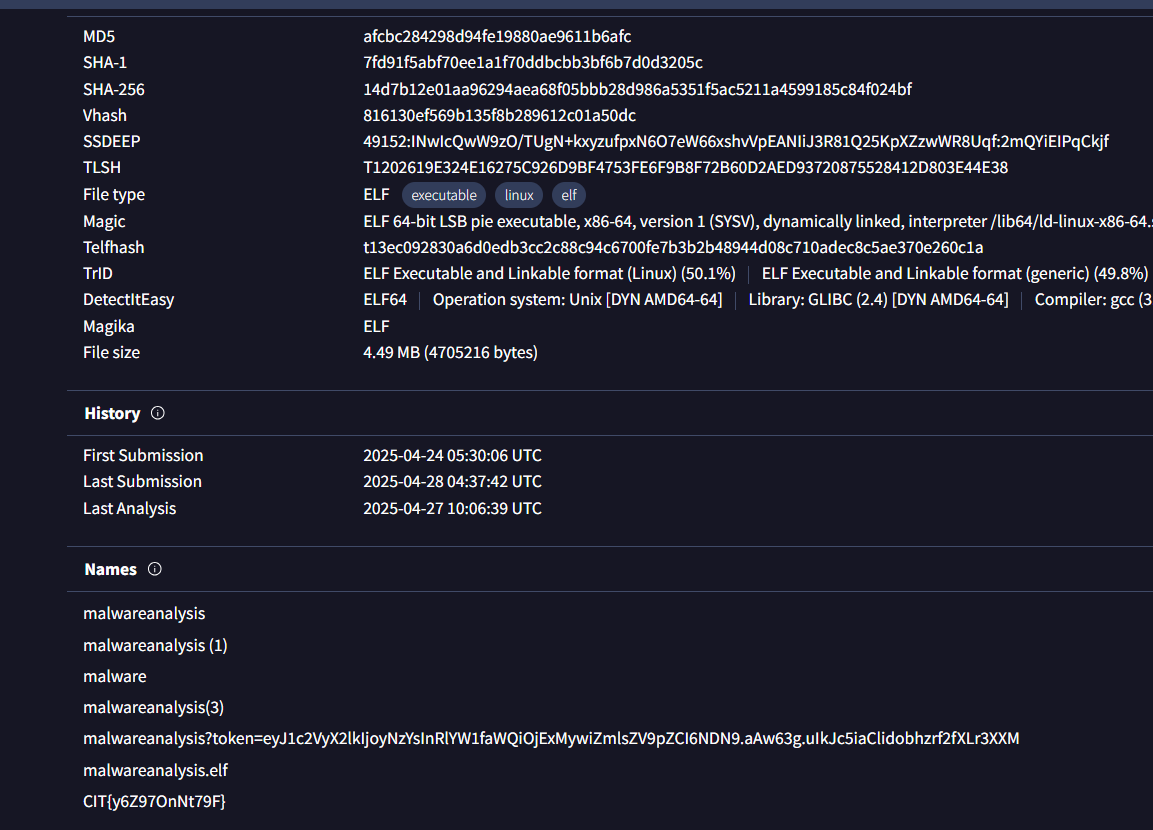 MD5 afcbc284298d94fe19880ae9611b6afc
SHA-1 7fd91f5abf70ee1a1f70ddbcbb3bf6b7d0d3205c
SHA-256 14d7b12e01aa96294aea68f05bbb28d986a5351f5ac5211a4599185c84f024bf
Vhash 816130ef569b135f8b289612c01a50dc
SSDEEP 49152:INwIcQwW9zO/TUgN+kxyzufpxN6O7eW66xshvVpEANIiJ3R81Q25KpXZzwWR8Uqf:2mQYiEIPqCkjf
TLSH T1202619E324E16275C926D9BF4753FE6F9B8F72B60D2AED93720875528412D803E44E38
File type ELF executable linux elf
Magic ELF 64-bit LSB pie executable, x86-64, version 1 (SYSV), dynamically linked, interpreter /lib64/ld-linux-x86-64.s
Telfhash t13ec092830a6d0edb3cc2c88c94c6700fe7b3b2b48944d08c710adec8c5ae370e260c1a
TrID ELF Executable and Linkable format (Linux) (50.1%) ELF Executable and Linkable format (generic) (49.8%)
DetectItEasy ELF64 Operation system: Unix [DYN AMD64-64] Library: GLIBC (2.4) [DYN AMD64-64] Compiler: gcc (3
Magika ELF
File size 4.49 MB (4705216 bytes)
History
First Submission 2025-04-24 05:30:06 UTC
Last Submission 2025-04-28 04:37:42 UTC
Last Analysis 2025-04-27 10:06:39 UTC
Names
malwareanalysis
malwareanalysis (1)
malware
malwareanalysis(3)
malwareanalysis?token=eyJ1c2VyX2lkIjoyNzYsInRlYW1faWQiOjExMywiZmlsZV9pZCI6NDN9.aAw63g.uIkJc5iaClidobhzrf2fXLr3XXM
malwareanalysis.elf
CIT{y6Z97OnNt79F}